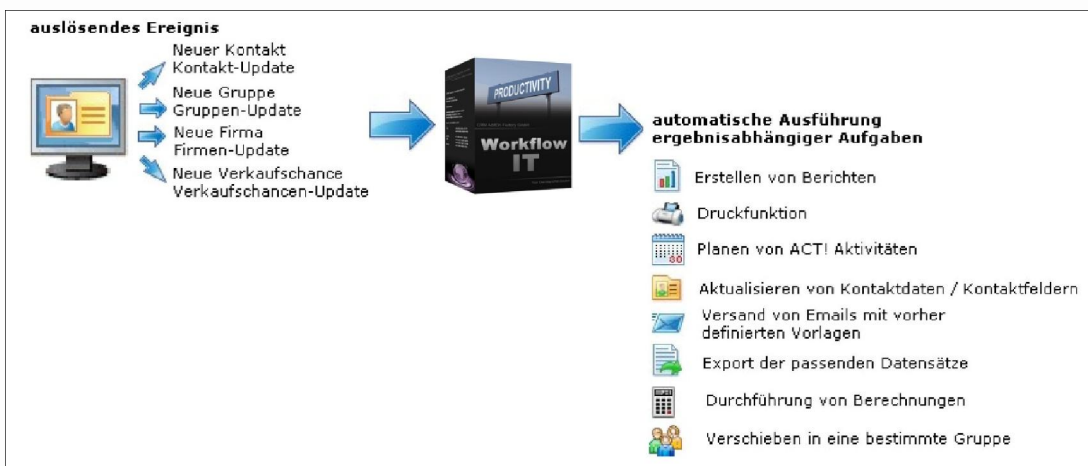 auslösendes Ereignis
Neuer Kontakt
Kontakt-Update
Neue Gruppe
Gruppen-Update
Neue Firma
Firmen-Update
Neue Verkaufschance
Verkaufschancen-Update
PRODUCTIVITY
Workflow
IT
automatische Ausführung
ergebnisabhängiger Aufgaben
Erstellen von Berichten
Druckfunktion
Planen von ACT! Aktivitäten
Aktualisieren von Kontaktdaten / Kontaktfeldern
Versand von Emails mit vorher
definierten Vorlagen
Export der passenden Datensätze
Durchführung von Berechnungen
Verschieben in eine bestimmte Gruppe